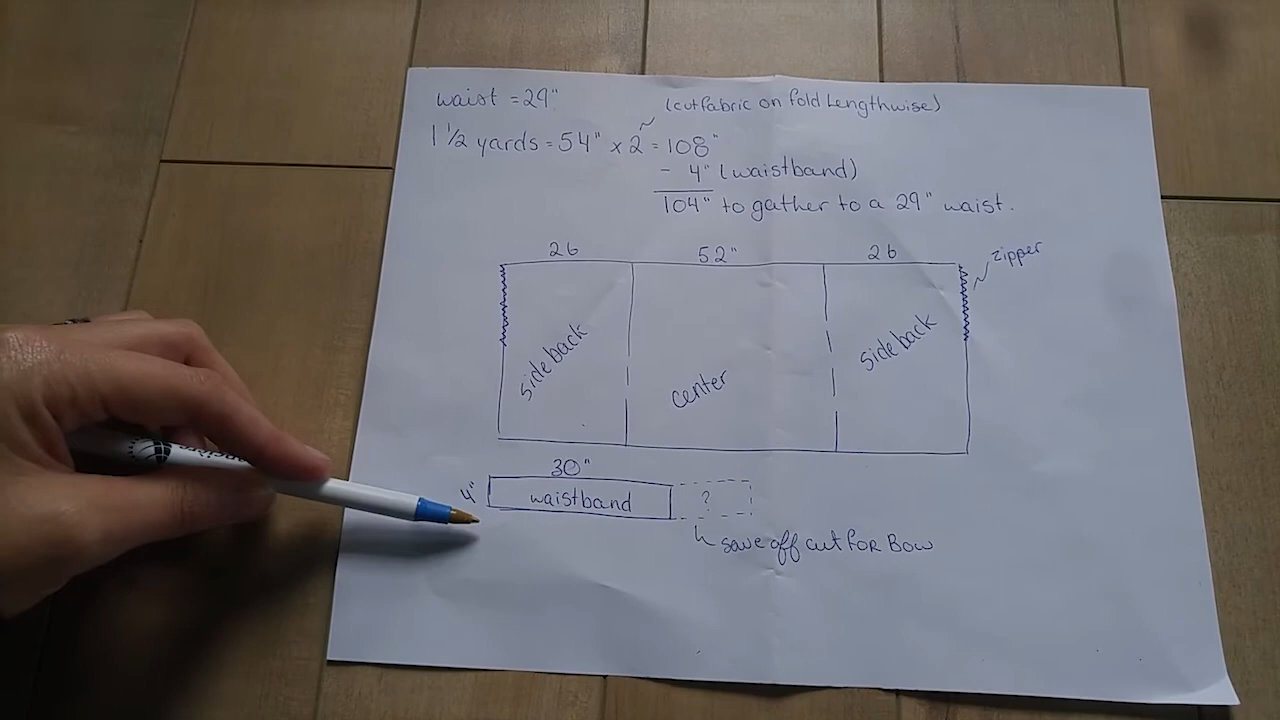 waist = 29"
(cut fabric on fold Lengthwise)
1 1/2 yards = 54" x 2 = 108"
- 4" (waistband)
104" to gather to a 29" waist.
26 52" 26
zipper
side back
center
side back
30"
4"
waistband
?
save off cut for Bow